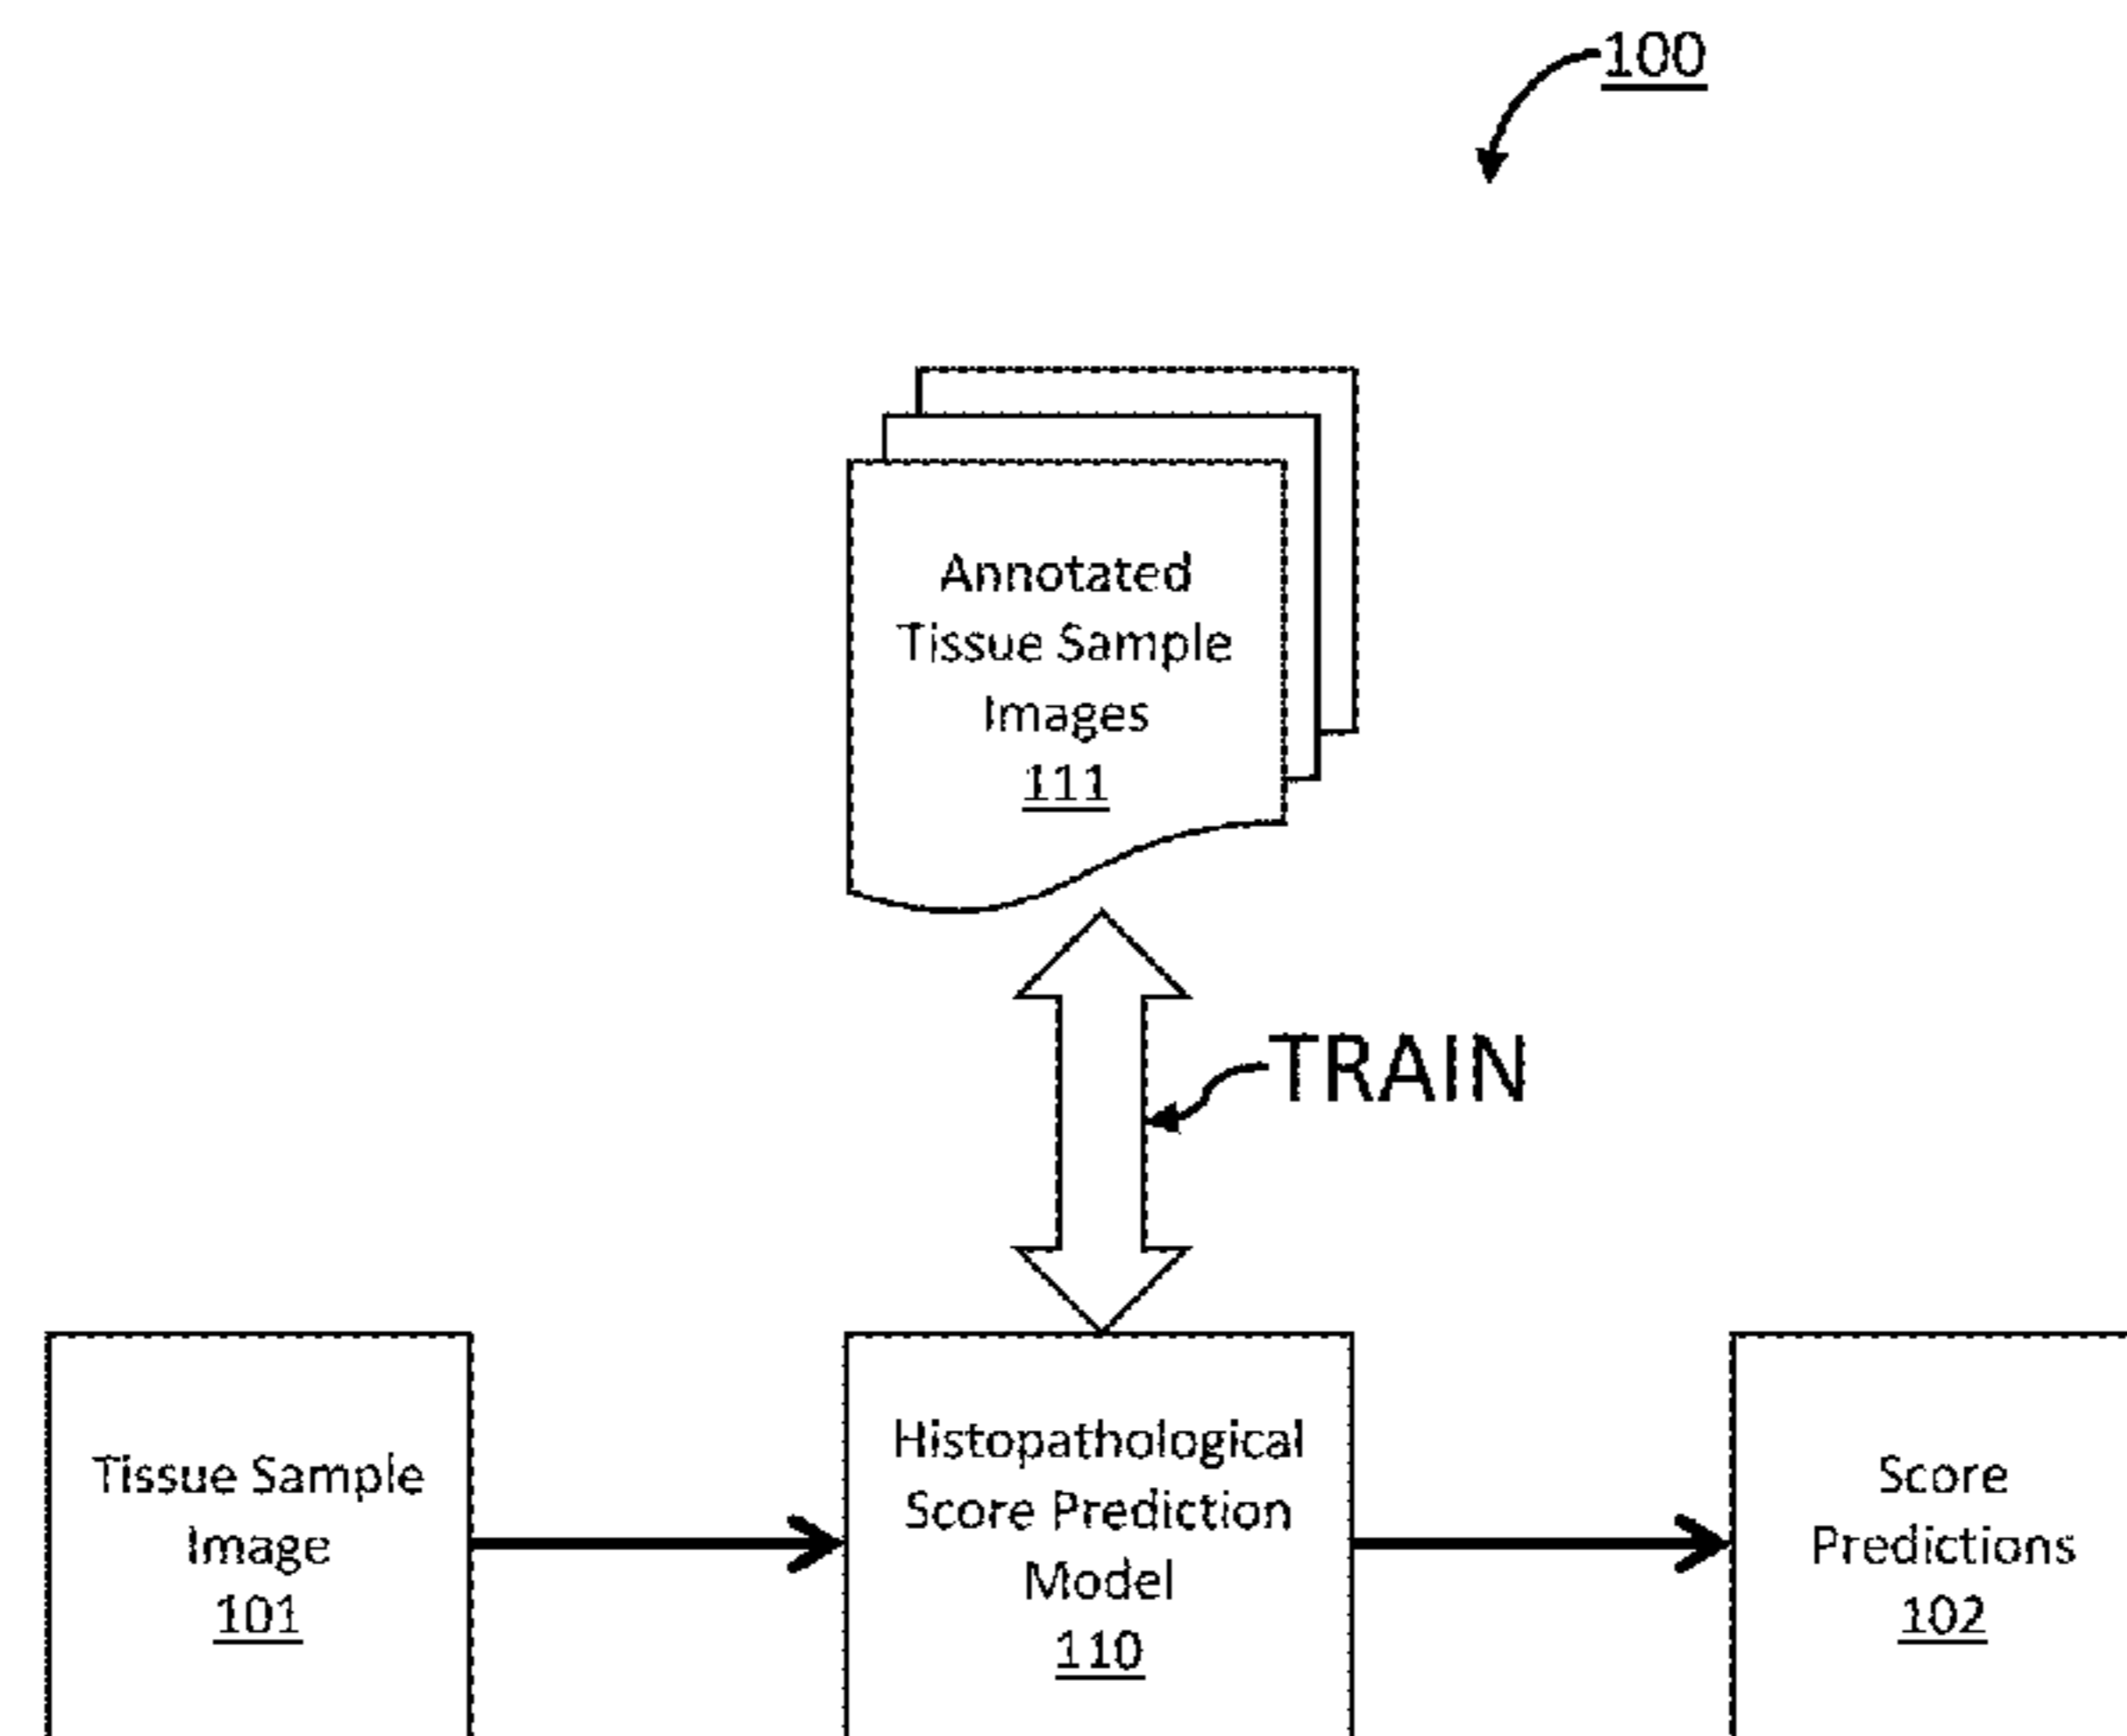 100
Annotated
Tissue Sample
Images
111
TRAIN
Tissue Sample
Image
101
Histopathological
Score Prediction
Model
110
Score
Predictions
102